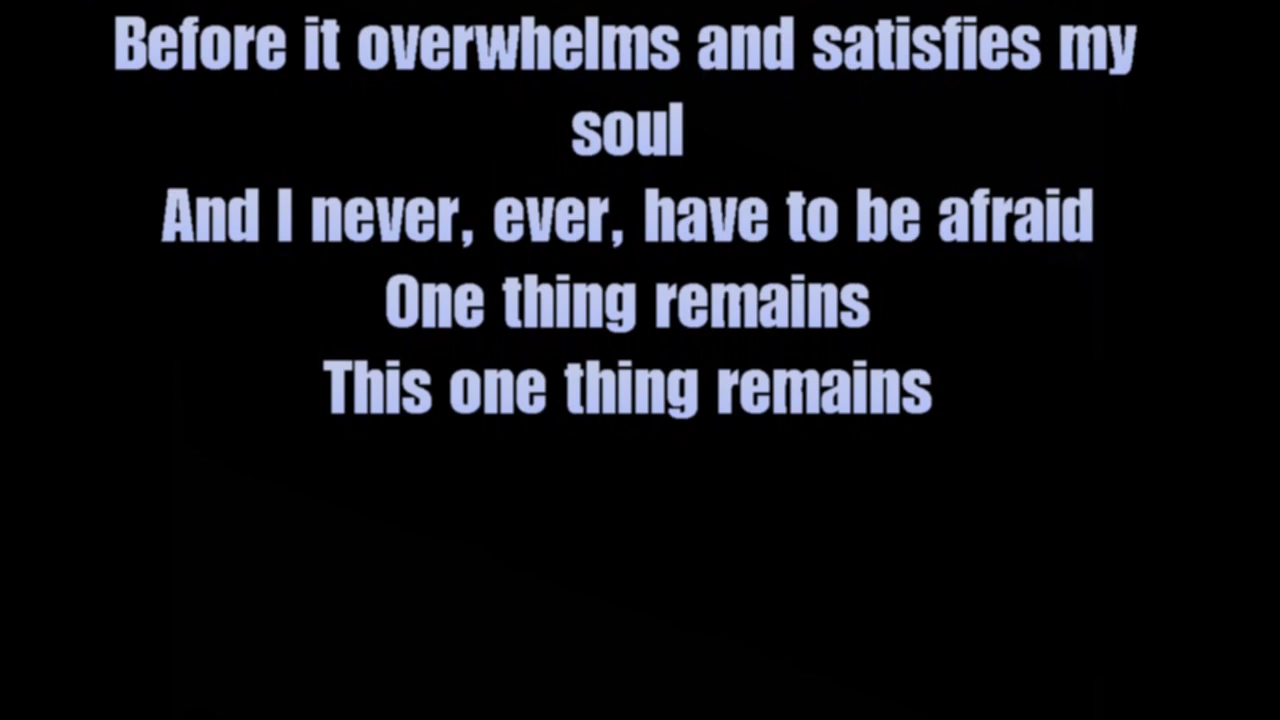 Before it overwhelms and satisfies my
soul
And I never, ever, have to be afraid
One thing remains
This one thing remains